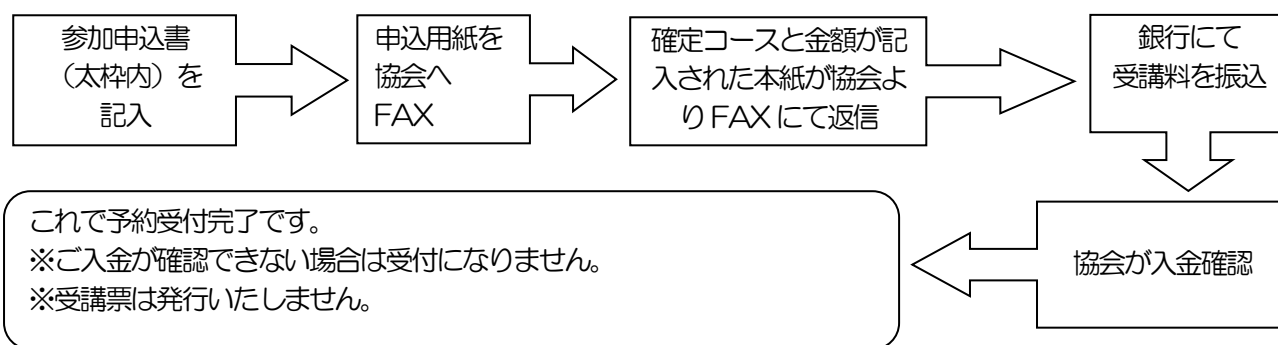 参加申込書
（太枠内）を
記入
申込用紙を
協会へ
FAX
確定コースと金額が記
入された本紙が協会よ
りFAXにて返信
銀行にて
受講料を振込
協会が入金確認
これで予約受付完了です。
※ご入金が確認できない場合は受付になりません。
※受講票は発行いたしません。